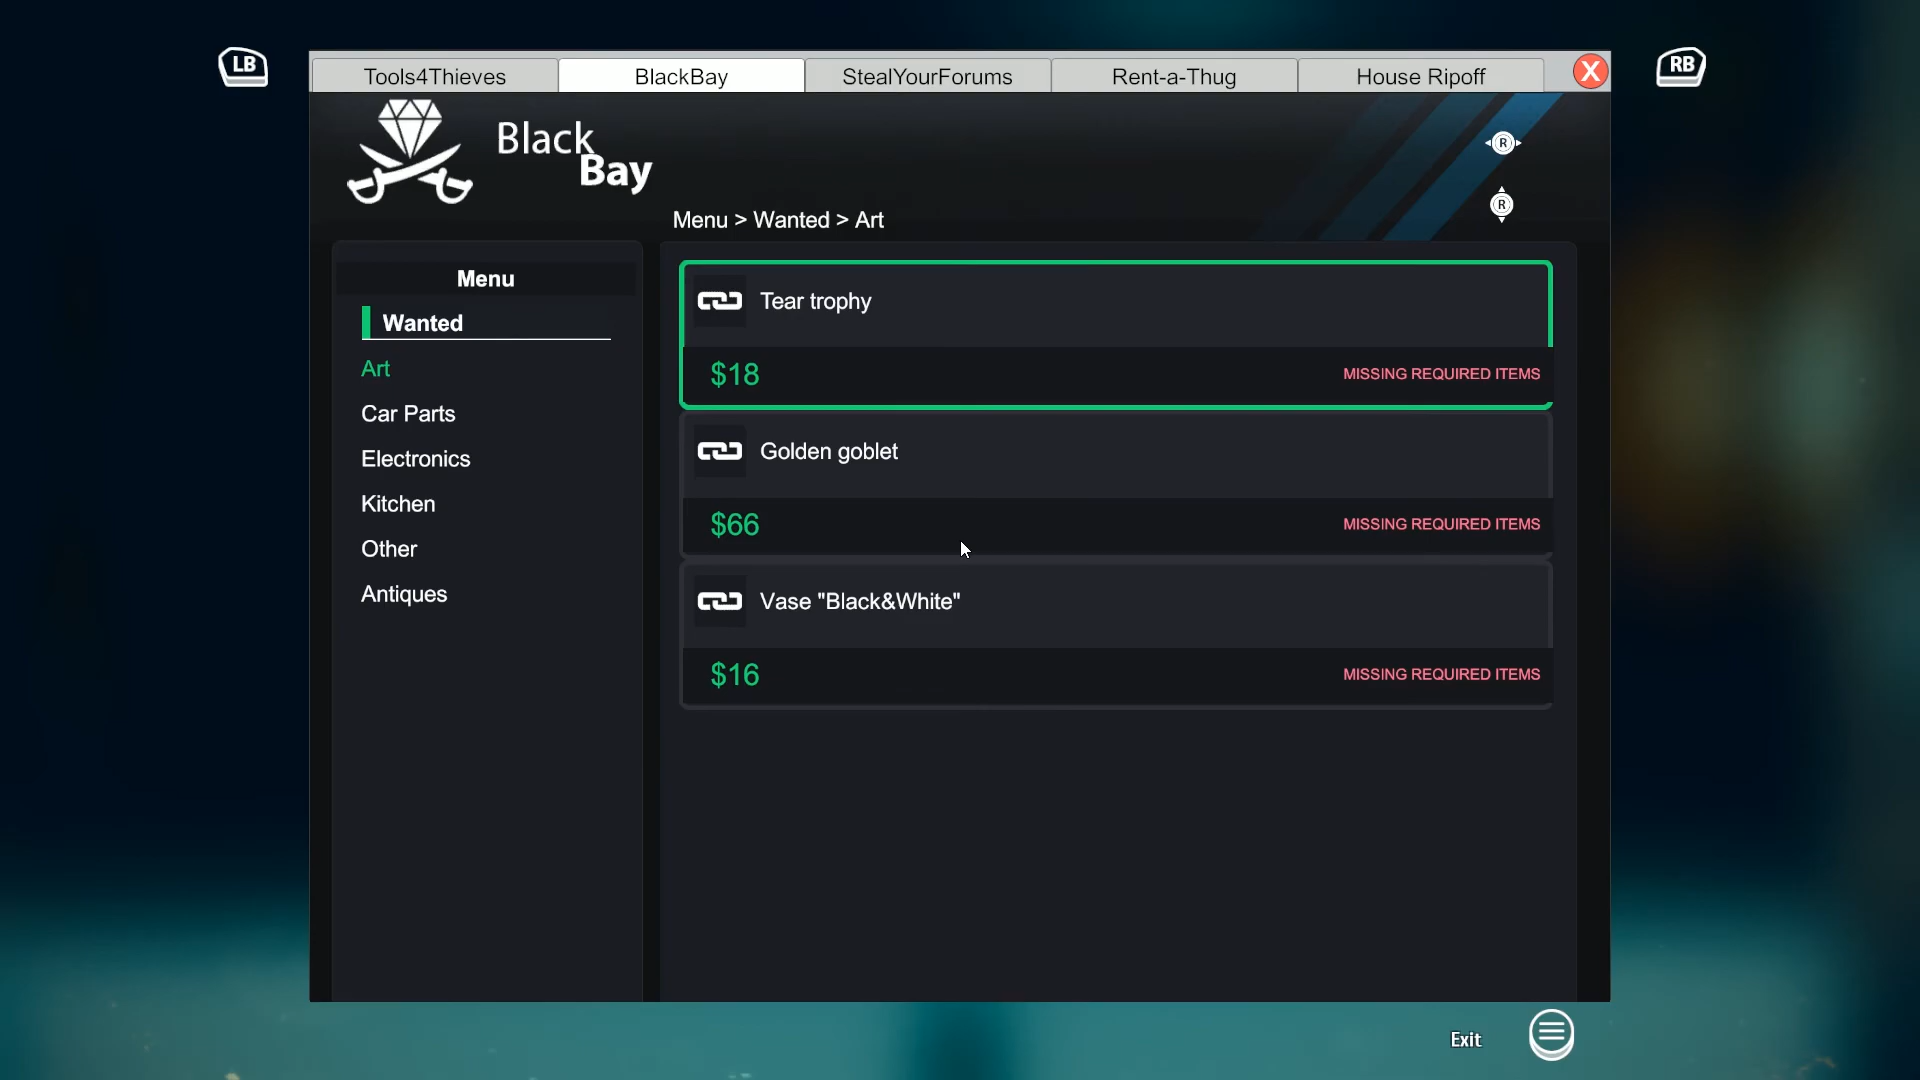 LB
RB
Tools4Thieves
BlackBay
StealYourForums
Rent-a-Thug
House Ripoff
X
Black
Bay
R
R
Menu > Wanted > Art
Menu
Wanted
Art
Car Parts
Electronics
Kitchen
Other
Antiques
Tear trophy
$18
MISSING REQUIRED ITEMS
Golden goblet
$66
MISSING REQUIRED ITEMS
Vase "Black&White"
$16
MISSING REQUIRED ITEMS
Exit